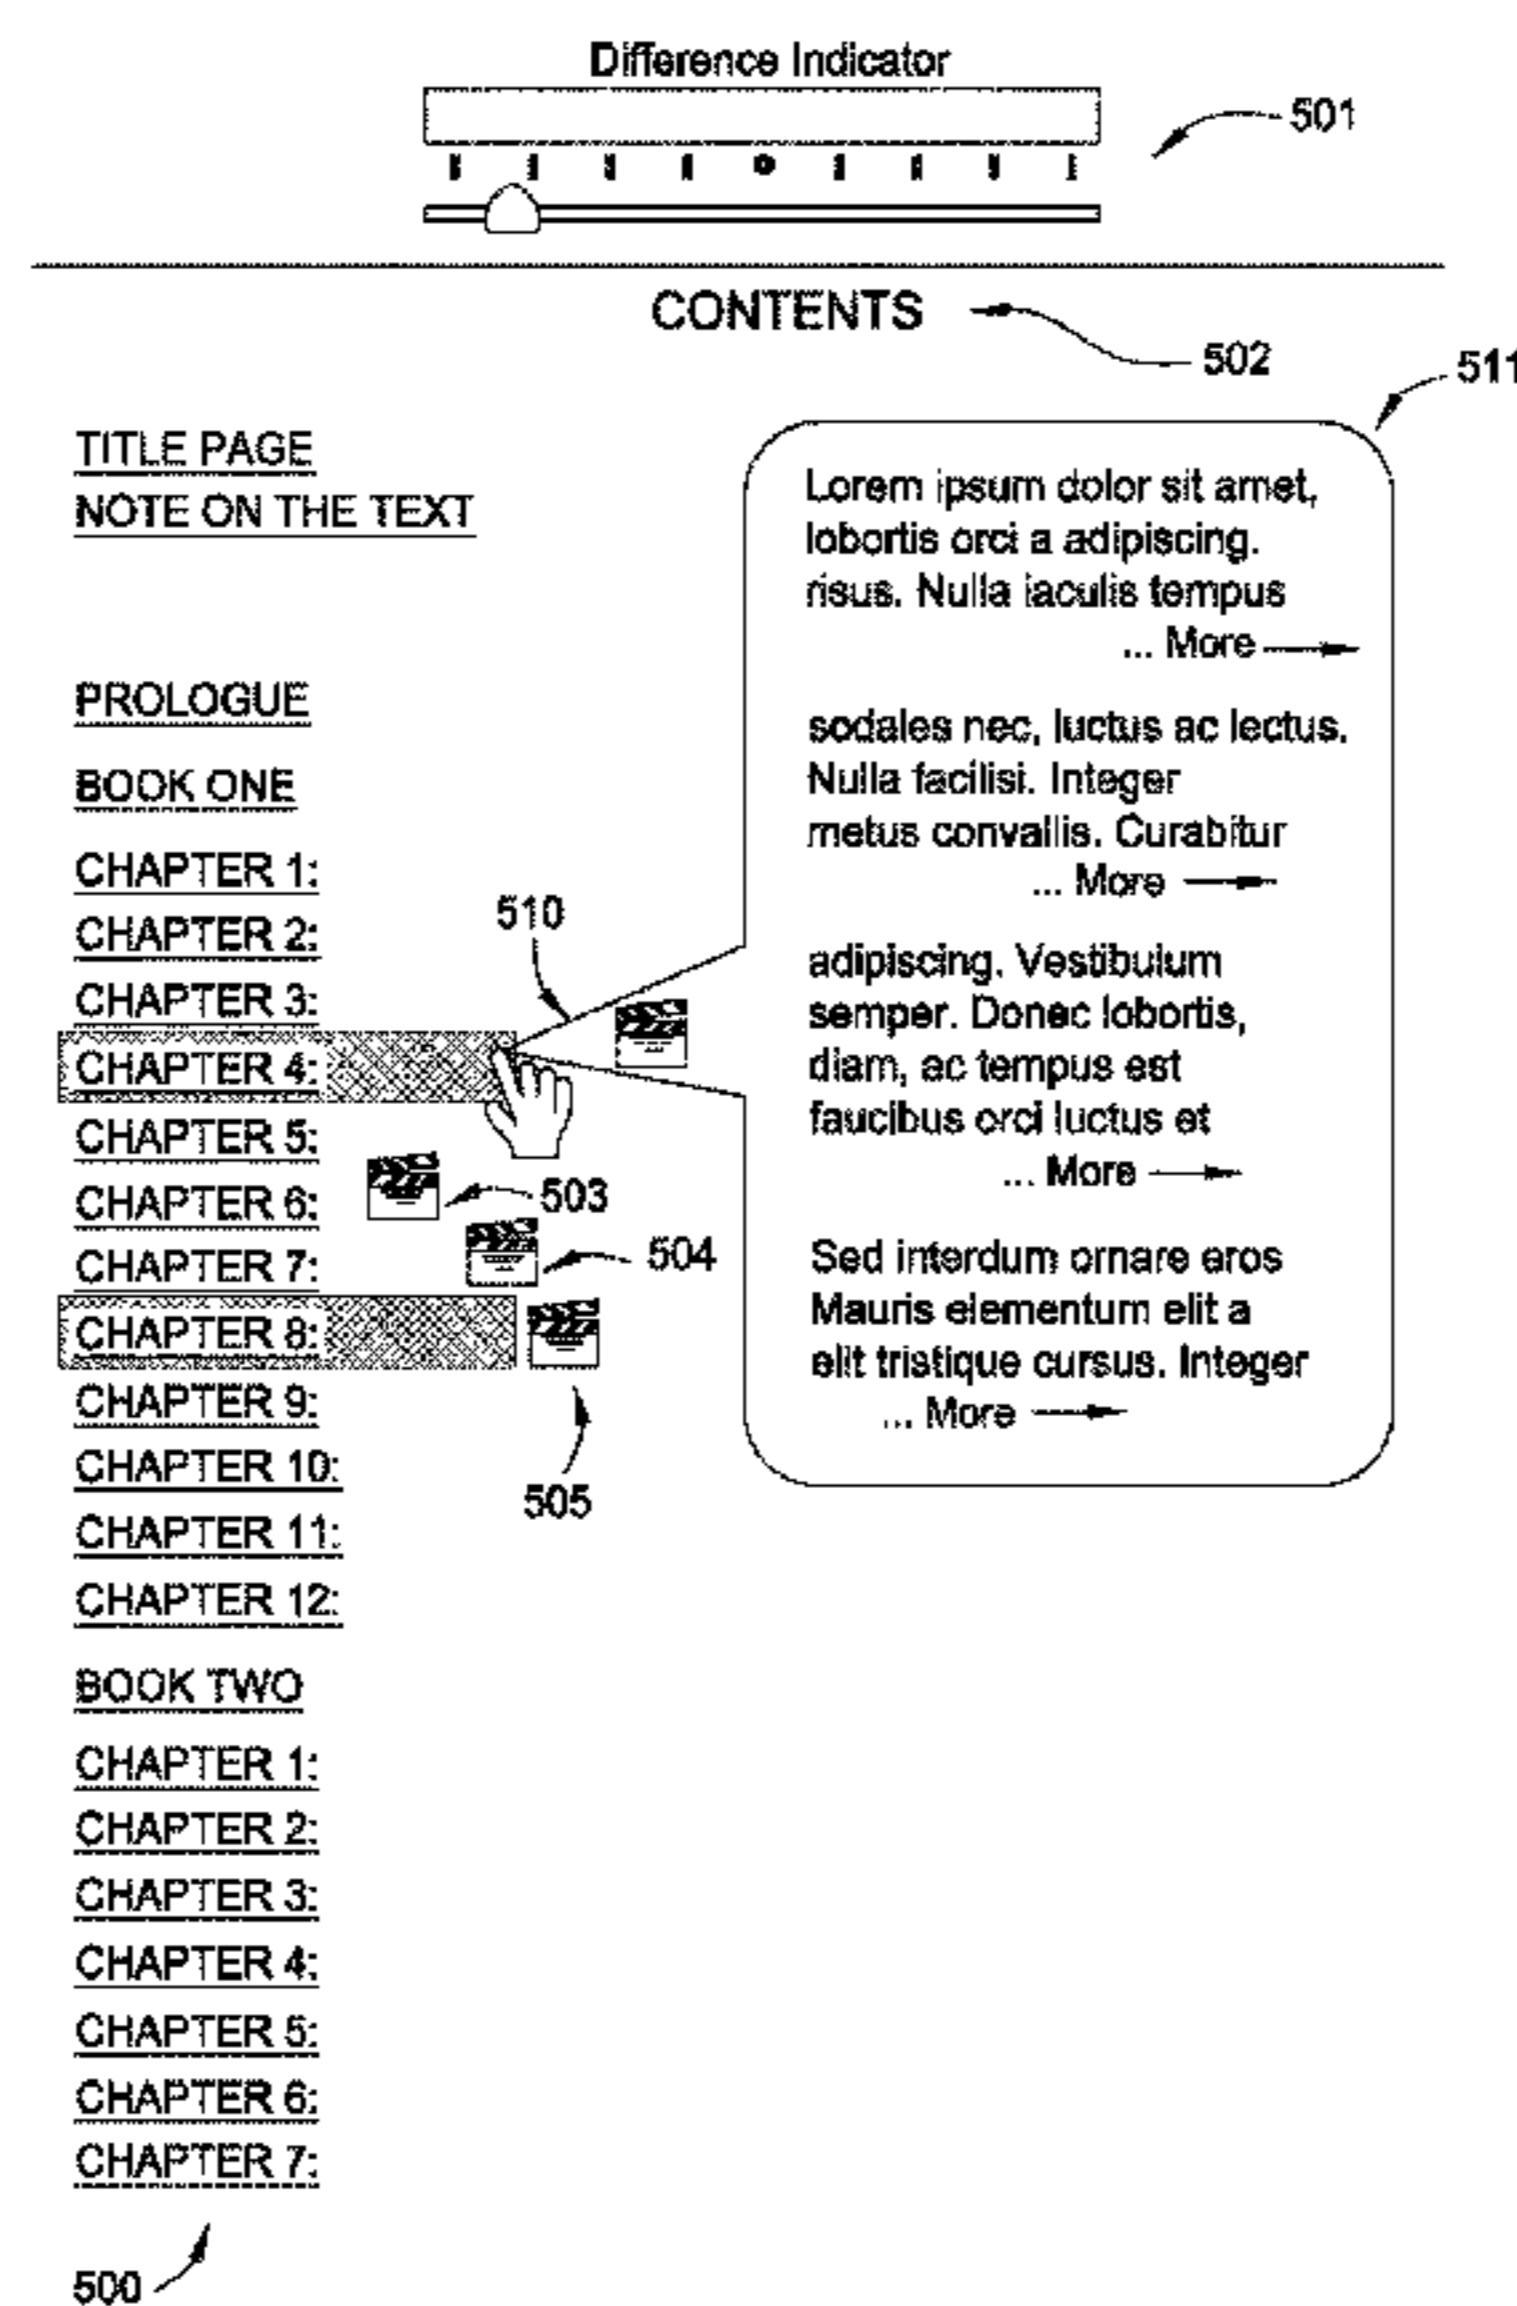 Difference Indicator
501
CONTENTS
502
511
TITLE PAGE
NOTE ON THE TEXT
PROLOGUE
BOOK ONE
CHAPTER 1:
CHAPTER 2:
CHAPTER 3:
CHAPTER 4:
CHAPTER 5:
CHAPTER 6:
CHAPTER 7:
CHAPTER 8:
CHAPTER 9:
CHAPTER 10:
CHAPTER 11:
CHAPTER 12:
BOOK TWO
CHAPTER 1:
CHAPTER 2:
CHAPTER 3:
CHAPTER 4:
CHAPTER 5:
CHAPTER 6:
CHAPTER 7:
500
510
503
504
505
Lorem ipsum dolor sit amet,
lobortis orci a adipiscing.
risus. Nulla iaculis tempus
... More
sodales nec, luctus ac lectus.
Nulla facilisi. Integer
metus convallis. Curabitur
... More
adipiscing. Vestibulum
semper. Donec lobortis,
diam, ac tempus est
faucibus orci luctus et
... More
Sed interdum ornare eros
Mauris elementum elit a
elit tristique cursus. Integer
... More